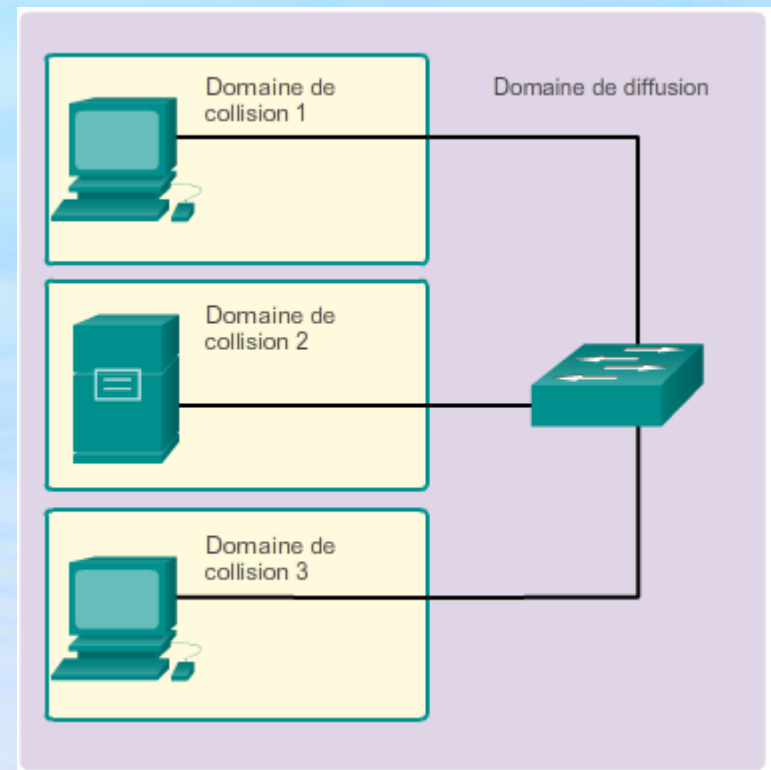 Domaine de
collision 1
Domaine de diffusion
Domaine de
collision 2
Domaine de
collision 3